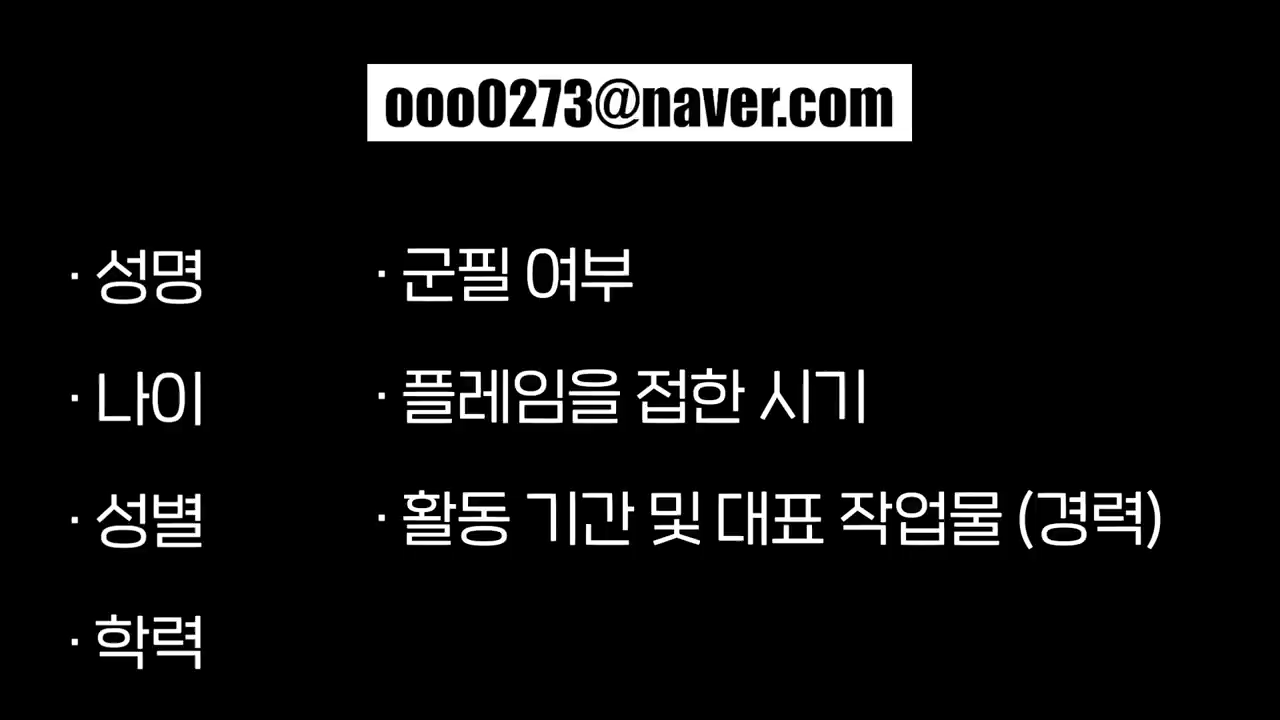 ooo0273@naver.com
· 성명
· 나이
· 성별
· 학력
· 군필 여부
· 플레임을 접한 시기
· 활동 기간 및 대표 작업물 (경력)